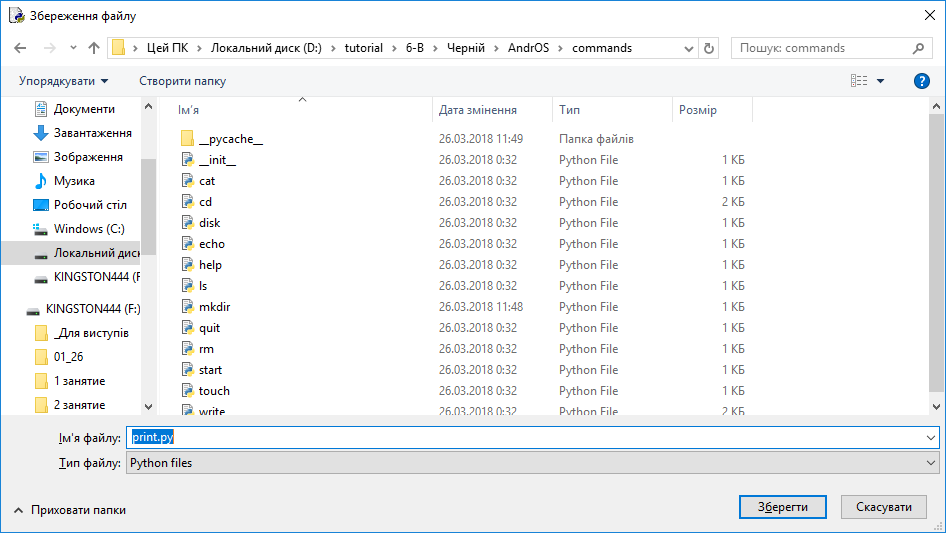 Збереження файлу
Цей ПК > Локальний диск (D:) > tutorial > 6-В > Черній > AndrOS > commands
Пошук: commands
Упорядкувати
Створити папку
Документи
Завантаження
Зображення
Музика
Робочий стіл
Windows (C:)
Локальний диск
KINGSTON444 (F
KINGSTON444 (F:)
_Для виступів
01_26
1 занятие
2 занятие
Ім'я Дата змінення Тип Розмір
__pycache__ 26.03.2018 11:49 Папка файлів
__init__ 26.03.2018 0:32 Python File 1 КБ
cat 26.03.2018 0:32 Python File 1 КБ
cd 26.03.2018 0:32 Python File 2 КБ
disk 26.03.2018 0:32 Python File 1 КБ
echo 26.03.2018 0:32 Python File 1 КБ
help 26.03.2018 0:32 Python File 1 КБ
ls 26.03.2018 0:32 Python File 1 КБ
mkdir 26.03.2018 11:48 Python File 1 КБ
quit 26.03.2018 0:32 Python File 1 КБ
rm 26.03.2018 0:32 Python File 1 КБ
start 26.03.2018 0:32 Python File 1 КБ
touch 26.03.2018 0:32 Python File 1 КБ
write 26.03.2018 0:32 Python File 2 КБ
Ім'я файлу: print.py
Тип файлу: Python files
Приховати папки
Зберегти
Скасувати